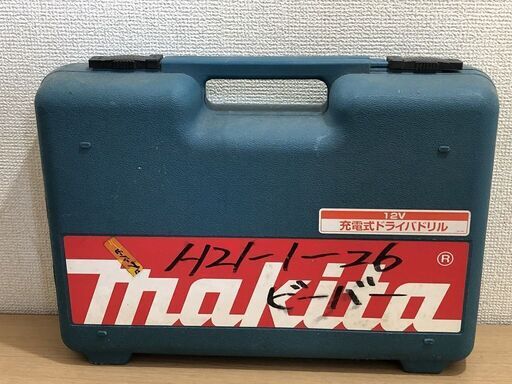 12V
充電式ドライバドリル
H21-1-26
ビーバー
makita®